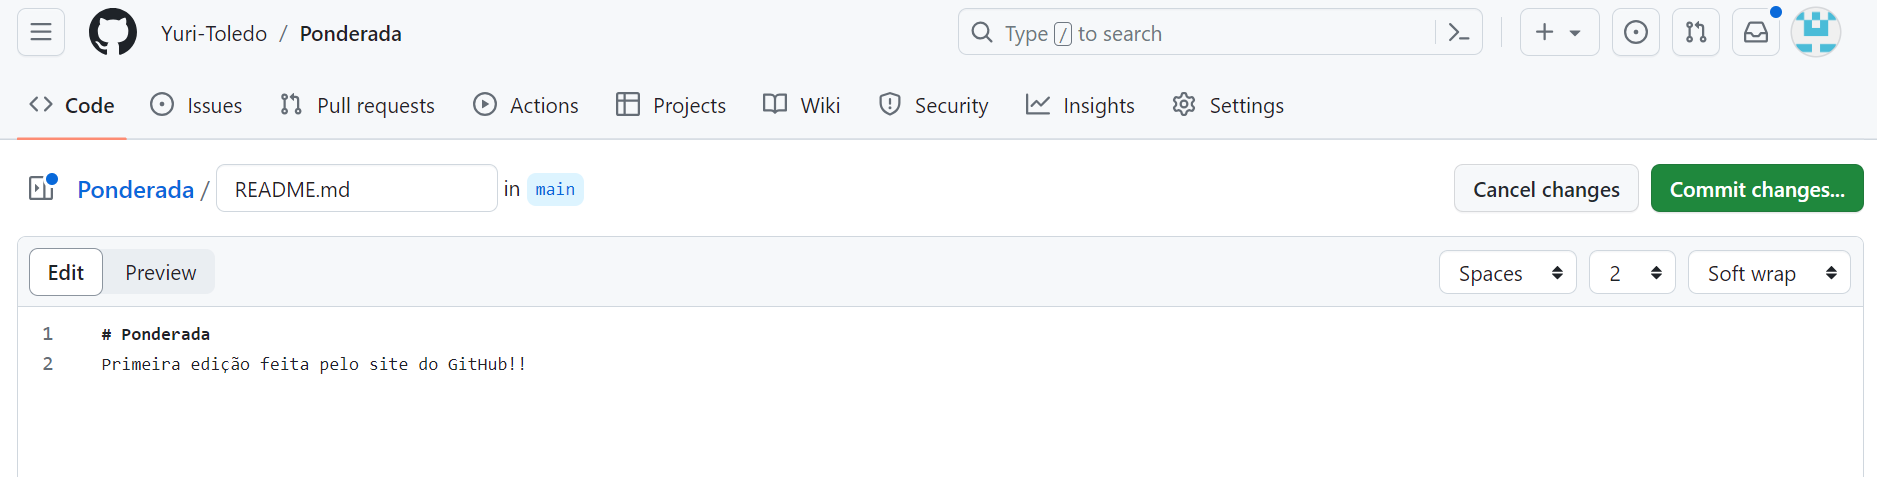 Yuri-Toledo / Ponderada
Type / to search
Code Issues Pull requests Actions Projects Wiki Security Insights Settings
Ponderada / README.md in main
Cancel changes Commit changes...
Edit Preview
Spaces 2 Soft wrap
1 # Ponderada
2 Primeira edição feita pelo site do GitHub!!